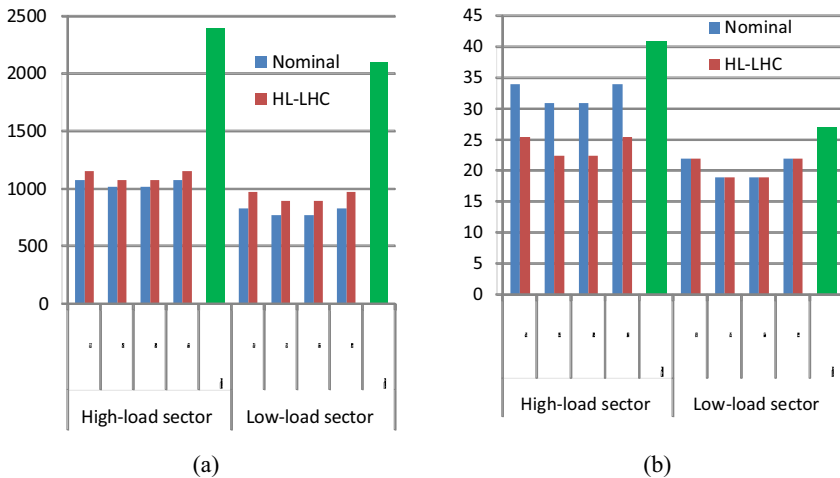 2500
2000
1500
1000
500
0
Nominal
HL-LHC
High-load sector
Low-load sector
(a)
45
40
35
30
25
20
15
10
5
0
Nominal
HL-LHC
High-load sector
Low-load sector
(b)